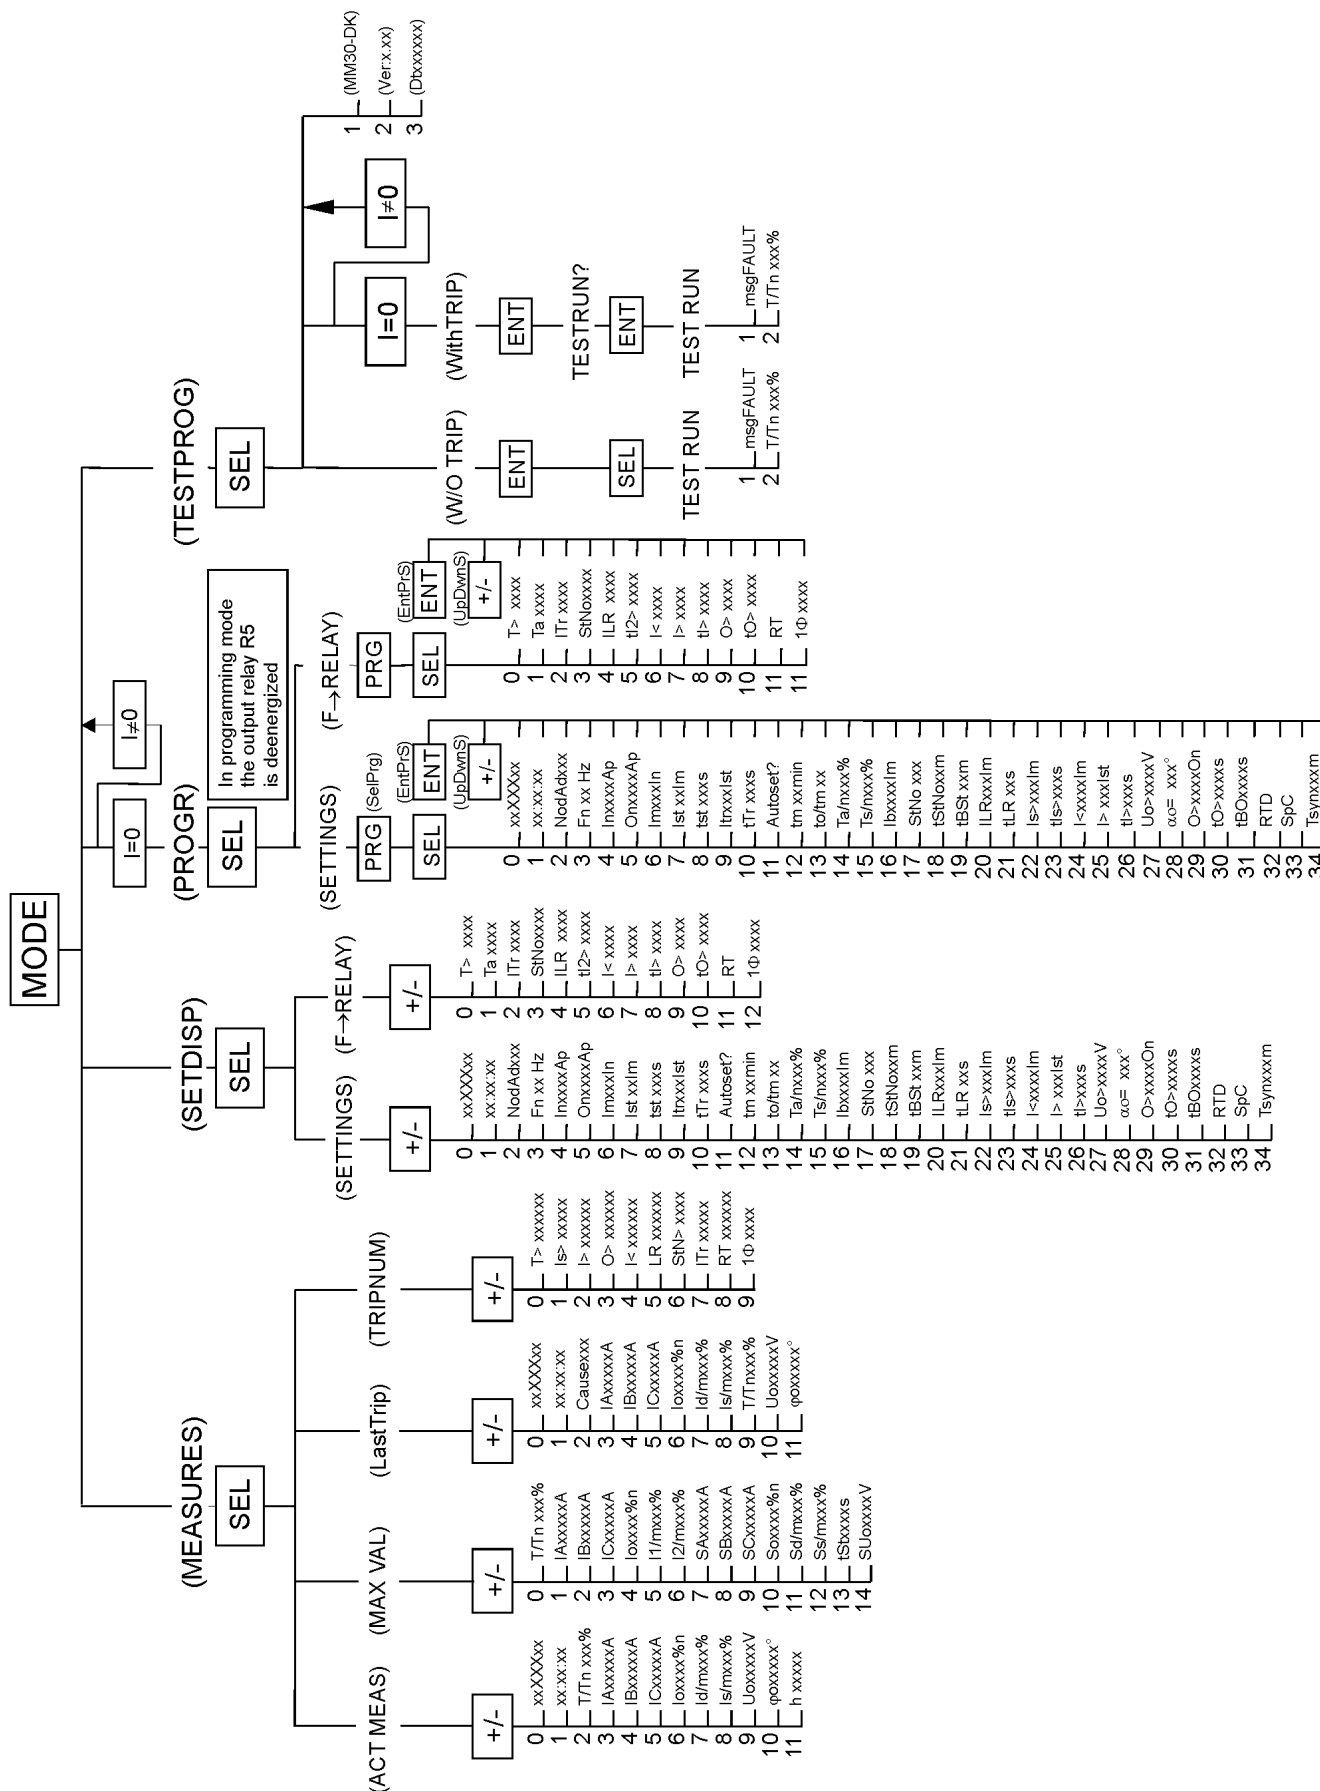 MODE
(MEASURES)
SEL
(ACT MEAS)
+/-
0 xxXXXxx
1 xx:xx:xx
2 T/Tn xxx%
3 IAxxxxxA
4 IBxxxxxA
5 ICxxxxxA
6 Ioxxxx%n
7 Id/mxxx%
8 Is/mxxx%
9 UoxxxxxV
10 φoxxxxx°
11 h xxxxx
(MAX VAL)
+/-
0 T/Tn xxx%
1 IAxxxxxA
2 IBxxxxxA
3 ICxxxxxA
4 Ioxxxx%n
5 I1/mxxx%
6 I2/mxxx%
7 SAxxxxxA
8 SBxxxxxA
9 SCxxxxxA
10 Soxxxx%n
11 Sd/mxxx%
12 Ss/mxxx%
13 tStxxxxs
14 SUoxxxxV
(LastTrip)
+/-
0 xxXXXxx
1 xx:xx:xx
2 Causexxx
3 IAxxxxxA
4 IBxxxxxA
5 ICxxxxxA
6 Ioxxxx%n
7 Id/mxxx%
8 Is/mxxx%
9 T/Tnxxx%
10 UoxxxxxV
11 φoxxxxx°
(TRIPNUM)
+/-
0 T> xxxxxx
1 Is> xxxxx
2 I> xxxxxx
3 O> xxxxxx
4 I< xxxxxx
5 LR xxxxxx
6 StN> xxxx
7 ITr xxxxx
8 RT xxxxxx
9 1Φ xxxx
(SETDISP)
SEL
(SETTINGS)
+/-
0 xxXXXxx
1 xx:xx:xx
2 NodAdxxx
3 Fn xx Hz
4 InxxxxAp
5 OnxxxxAp
6 ImxxxIn
7 Ist xxIm
8 tst xxxs
9 ItrxxxIst
10 tTr xxxs
11 Autoset?
12 tm xxmin
13 to/tm xx
14 Ta/nxxx%
15 Ts/nxxx%
16 IbxxxxIm
17 StNo xxx
18 tStNoxxm
19 tBSt xxm
20 ILRxxxIm
21 tLR xxs
22 Is>xxxIm
23 tIs>xxxs
24 I<xxxxIm
25 I> xxxIst
26 tI>xxxs
27 Uo>xxxxV
28 αo= xxx°
29 O>xxxxOn
30 tO>xxxxs
31 tBOxxxxs
32 RTD
33 SpC
34 Tsynxxxm
(F→RELAY)
+/-
0 T> xxxx
1 Ta xxxx
2 ITr xxxx
3 StNoxxxx
4 ILR xxxx
5 tI2> xxxx
6 I< xxxx
7 I> xxxx
8 tI> xxxx
9 O> xxxx
10 tO> xxxx
11 RT
12 1Φ xxxx
I=0
I≠0
(PROGR)
SEL
In programming mode
the output relay R5
is deenergized
(SETTINGS)
PRG (SelPrg)
SEL
(EntPrS)
ENT
(UpDwnS)
+/-
0 xxXXXxx
1 xx:xx:xx
2 NodAdxxx
3 Fn xx Hz
4 InxxxxAp
5 OnxxxxAp
6 ImxxxIn
7 Ist xxIm
8 tst xxxs
9 ItrxxxIst
10 tTr xxxs
11 Autoset?
12 tm xxmin
13 to/tm xx
14 Ta/nxxx%
15 Ts/nxxx%
16 IbxxxxIm
17 StNo xxx
18 tStNoxxm
19 tBSt xxm
20 ILRxxxIm
21 tLR xxs
22 Is>xxxIm
23 tIs>xxxs
24 I<xxxxIm
25 I> xxxIst
26 tI>xxxs
27 Uo>xxxxV
28 αo= xxx°
29 O>xxxxOn
30 tO>xxxxs
31 tBOxxxxs
32 RTD
33 SpC
34 Tsynxxxm
(F→RELAY)
PRG
SEL
(EntPrS)
ENT
(UpDwnS)
+/-
0 T> xxxx
1 Ta xxxx
2 ITr xxxx
3 StNoxxxx
4 ILR xxxx
5 tI2> xxxx
6 I< xxxx
7 I> xxxx
8 tI> xxxx
9 O> xxxx
10 tO> xxxx
11 RT
11 1Φ xxxx
(TESTPROG)
SEL
(W/O TRIP)
ENT
SEL
TEST RUN
1 msgFAULT
2 T/Tn xxx%
I=0
I≠0
(WithTRIP)
ENT
TESTRUN?
ENT
TEST RUN
1 msgFAULT
2 T/Tn xxx%
1 (MM30-DK)
2 (Ver:x.xx)
3 (Dtxxxxxx)